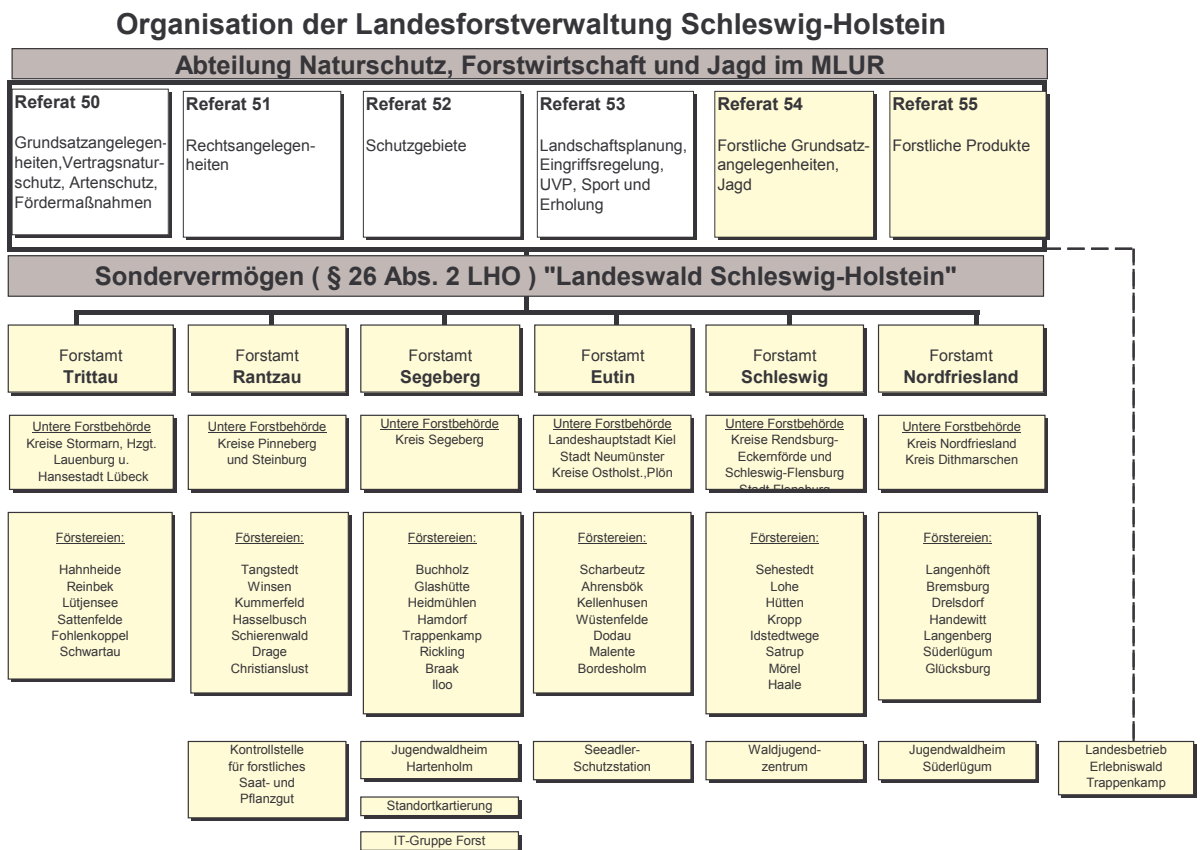 Organisation der Landesforstverwaltung Schleswig-Holstein
Abteilung Naturschutz, Forstwirtschaft und Jagd im MLUR
Referat 50
Grundsatzangelegen-
heiten,Vertragsnatur-
schutz, Artenschutz,
Fördermaßnahmen
Referat 51
Rechtsangelegen-
heiten
Referat 52
Schutzgebiete
Referat 53
Landschaftsplanung,
Eingriffsregelung,
UVP, Sport und
Erholung
Referat 54
Forstliche Grundsatz-
angelegenheiten,
Jagd
Referat 55
Forstliche Produkte
Sondervermögen ( § 26 Abs. 2 LHO ) "Landeswald Schleswig-Holstein"
Forstamt
Trittau
Forstamt
Rantzau
Forstamt
Segeberg
Forstamt
Eutin
Forstamt
Schleswig
Forstamt
Nordfriesland
Untere Forstbehörde
Kreise Stormarn, Hzgt.
Lauenburg u.
Hansestadt Lübeck
Untere Forstbehörde
Kreise Pinneberg
und Steinburg
Untere Forstbehörde
Kreis Segeberg
Untere Forstbehörde
Landeshauptstadt Kiel
Stadt Neumünster
Kreise Ostholst.,Plön
Untere Forstbehörde
Kreise Rendsburg-
Eckernförde und
Schleswig-Flensburg
Stadt Flensburg
Untere Forstbehörde
Kreis Nordfriesland
Kreis Dithmarschen
Förstereien:
Hahnheide
Reinbek
Lütjensee
Sattenfelde
Fohlenkoppel
Schwartau
Förstereien:
Tangstedt
Winsen
Kummerfeld
Hasselbusch
Schierenwald
Drage
Christianslust
Förstereien:
Buchholz
Glashütte
Heidmühlen
Hamdorf
Trappenkamp
Rickling
Braak
Iloo
Förstereien:
Scharbeutz
Ahrensbök
Kellenhusen
Wüstenfelde
Dodau
Malente
Bordesholm
Förstereien:
Sehestedt
Lohe
Hütten
Kropp
Idstedtwege
Satrup
Mörel
Haale
Förstereien:
Langenhöft
Bremsburg
Drelsdorf
Handewitt
Langenberg
Süderlügum
Glücksburg
Kontrollstelle
für forstliches
Saat- und
Pflanzgut
Jugendwaldheim
Hartenholm
Standortkartierung
IT-Gruppe Forst
Seeadler-
Schutzstation
Waldjugend-
zentrum
Jugendwaldheim
Süderlügum
Landesbetrieb
Erlebniswald
Trappenkamp